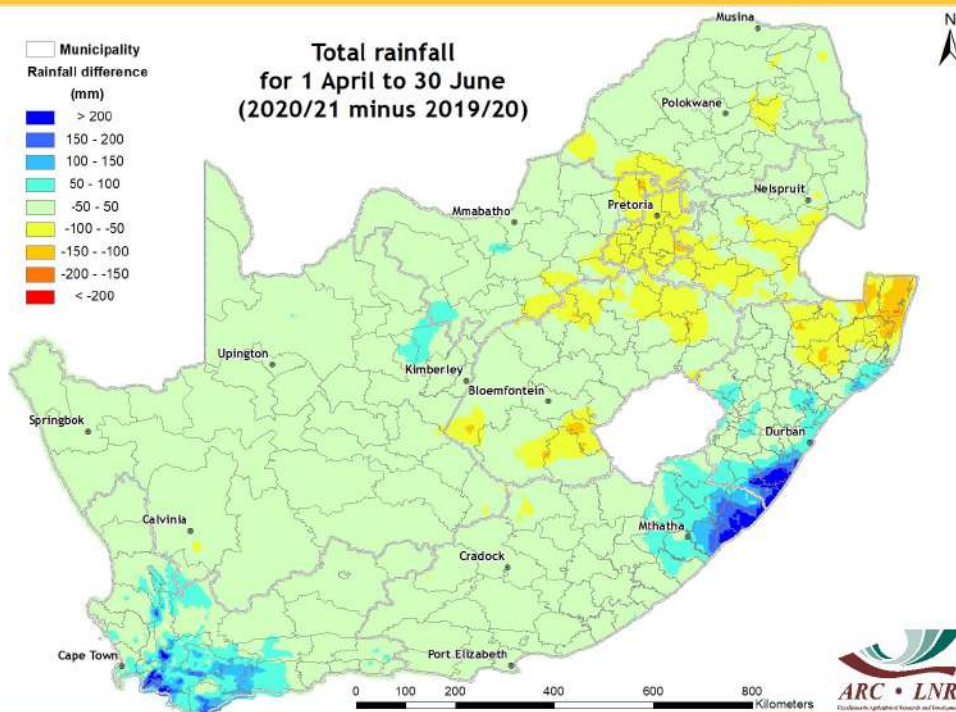 Total rainfall
for 1 April to 30 June
(2020/21 minus 2019/20)
N
Municipality
Rainfall difference
(mm)
> 200
150 - 200
100 - 150
50 - 100
-50 - 50
-100 - -50
-150 - -100
-200 - -150
< -200
Musina
Polokwane
Nelspruit
Pretoria
Mmabatho
Upington
Kimberley
Bloemfontein
Springbok
Durban
Calvinia
Mthatha
Cradock
Cape Town
Port Elizabeth
0 100 200 400 600 800
Kilometers
ARC • LNR